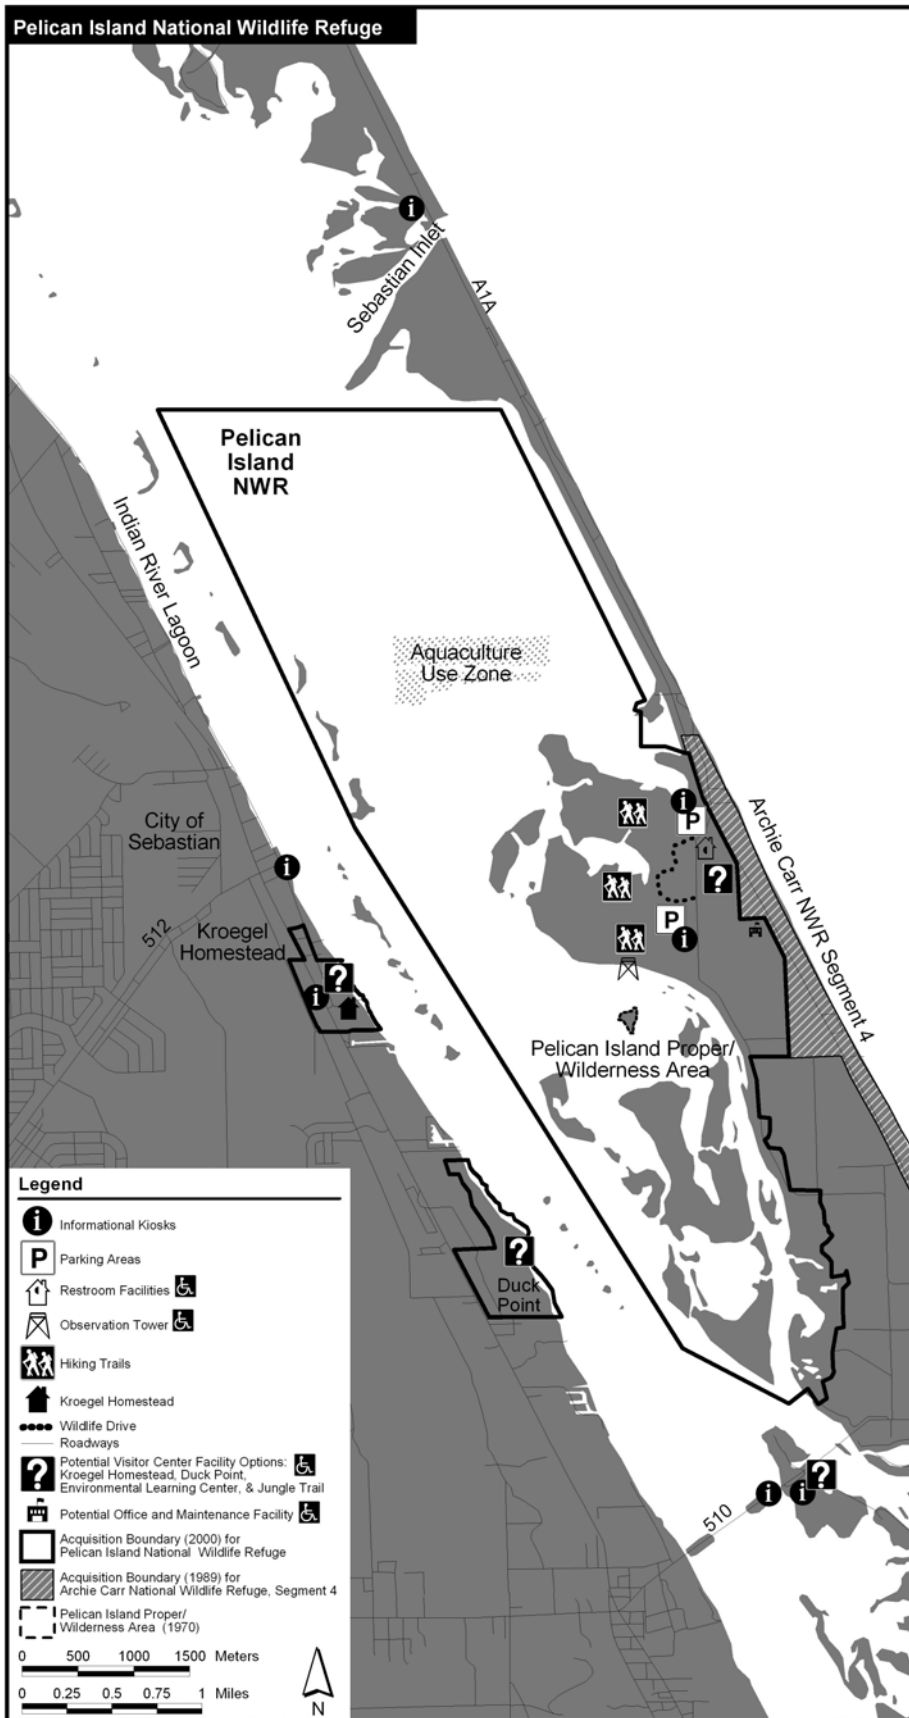 Pelican Island National Wildlife Refuge
i
Sebastian Inlet
A1A
Pelican
Island
NWR
Indian River Lagoon
Aquaculture
Use Zone
City of
Sebastian
i
P
?
Archie Carr NWR Segment 4
i
512
Kroegel
Homestead
P
i
?
i
Pelican Island Proper/
Wilderness Area
?
Duck
Point
?
i
i
510
Legend
i Informational Kiosks
P Parking Areas
Restroom Facilities
Observation Tower
Hiking Trails
Kroegel Homestead
Wildlife Drive
Roadways
? Potential Visitor Center Facility Options:
Kroegel Homestead, Duck Point,
Environmental Learning Center, & Jungle Trail
Potential Office and Maintenance Facility
Acquisition Boundary (2000) for
Pelican Island National Wildlife Refuge
Acquisition Boundary (1989) for
Archie Carr National Wildlife Refuge, Segment 4
Pelican Island Proper/
Wilderness Area (1970)
0 500 1000 1500 Meters
0 0.25 0.5 0.75 1 Miles
N